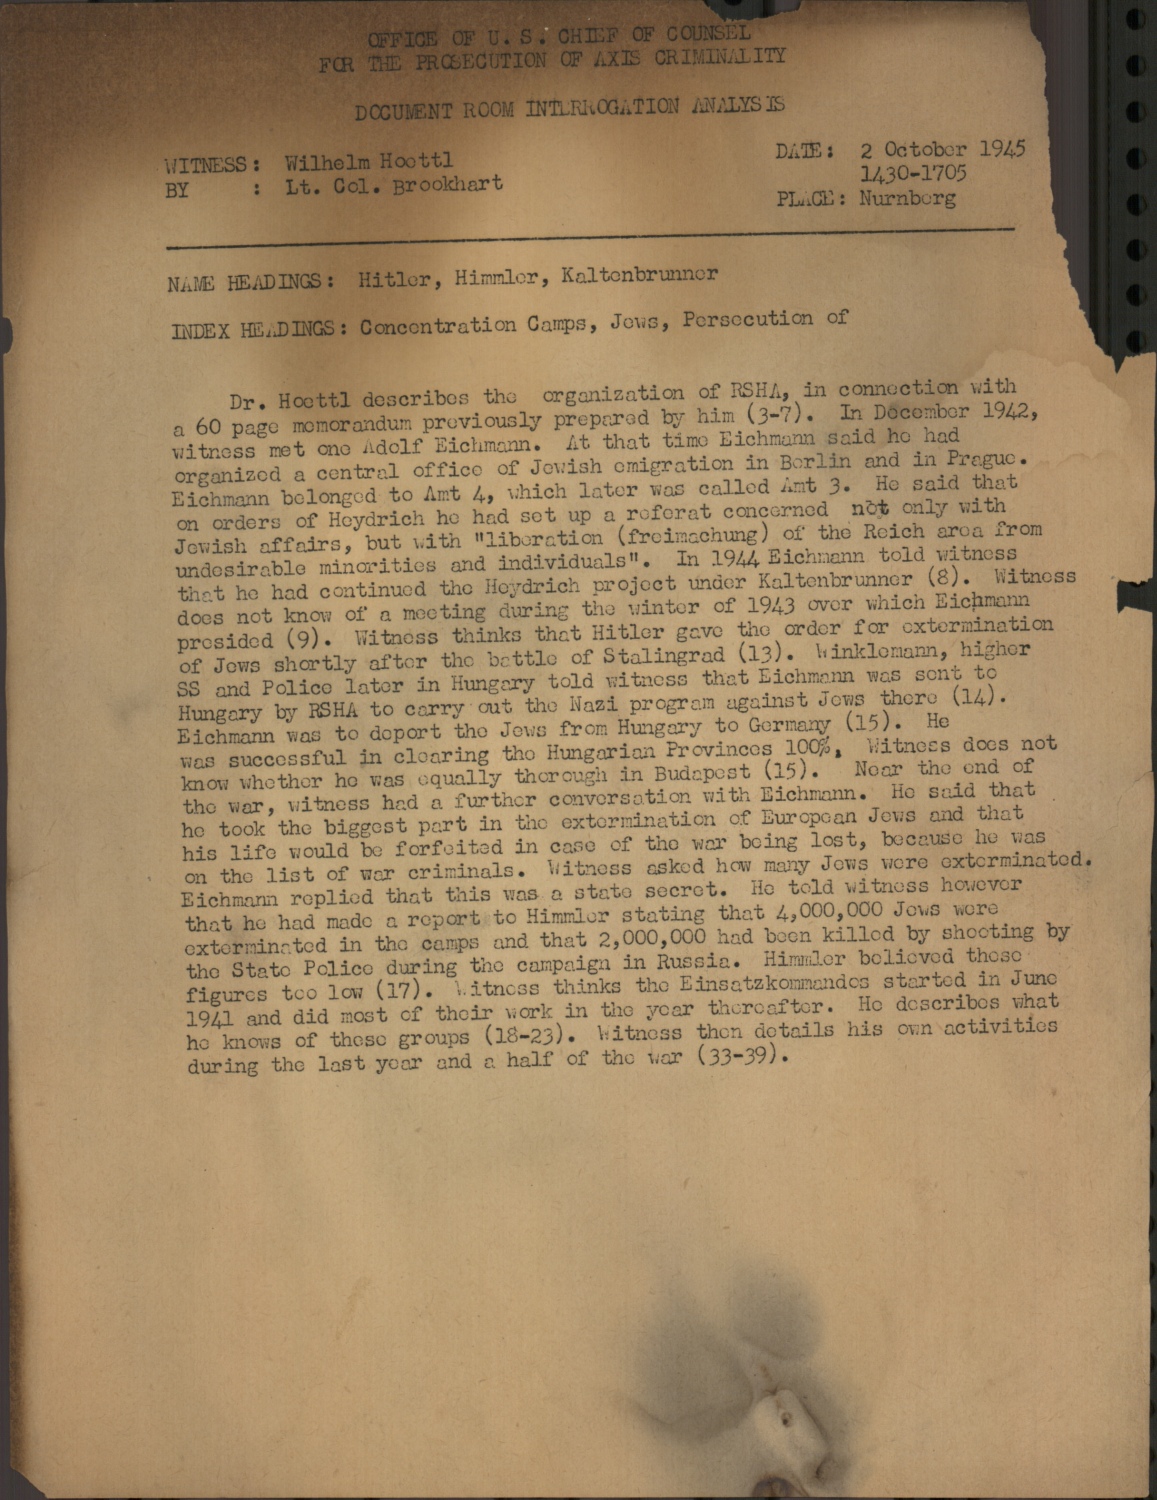 OFFICE OF U. S. CHIEF OF COUNSEL
FOR THE PROSECUTION OF AXIS CRIMINALITY
DOCUMENT ROOM INTERROGATION ANALYSIS
WITNESS: Wilhelm Hoettl
BY : Lt. Col. Brookhart
DATE: 2 October 1945
1430-1705
PLACE: Nurnberg
NAME HEADINGS: Hitler, Himmler, Kaltenbrunner
INDEX HEADINGS: Concentration Camps, Jews, Persecution of
Dr. Hoettl describes the organization of RSHA, in connection with
a 60 page memorandum previously prepared by him (3-7). In December 1942,
witness met one Adolf Eichmann. At that time Eichmann said he had
organized a central office of Jewish emigration in Berlin and in Prague.
Eichmann belonged to Amt 4, which later was called Amt 3. He said that
on orders of Heydrich he had set up a referat concerned not only with
Jewish affairs, but with "liberation (freimachung) of the Reich area from
undesirable minorities and individuals". In 1944 Eichmann told witness
that he had continued the Heydrich project under Kaltenbrunner (8). Witness
does not know of a meeting during the winter of 1943 over which Eichmann
presided (9). Witness thinks that Hitler gave the order for extermination
of Jews shortly after the battle of Stalingrad (13). Winklemann, higher
SS and Police later in Hungary told witness that Eichmann was sent to
Hungary by RSHA to carry out the Nazi program against Jews there (14).
Eichmann was to deport the Jews from Hungary to Germany (15). He
was successful in clearing the Hungarian Provinces 100%. Witness does not
know whether he was equally thorough in Budapest (15). Near the end of
the war, witness had a further conversation with Eichmann. He said that
he took the biggest part in the extermination of European Jews and that
his life would be forfeited in case of the war being lost, because he was
on the list of war criminals. Witness asked how many Jews were exterminated.
Eichmann replied that this was a state secret. He told witness however
that he had made a report to Himmler stating that 4,000,000 Jews were
exterminated in the camps and that 2,000,000 had been killed by shooting by
the State Police during the campaign in Russia. Himmler believed these
figures too low (17). Witness thinks the Einsatzkommandos started in June
1941 and did most of their work in the year thereafter. He describes what
he knows of these groups (18-23). Witness then details his own activities
during the last year and a half of the war (33-39).